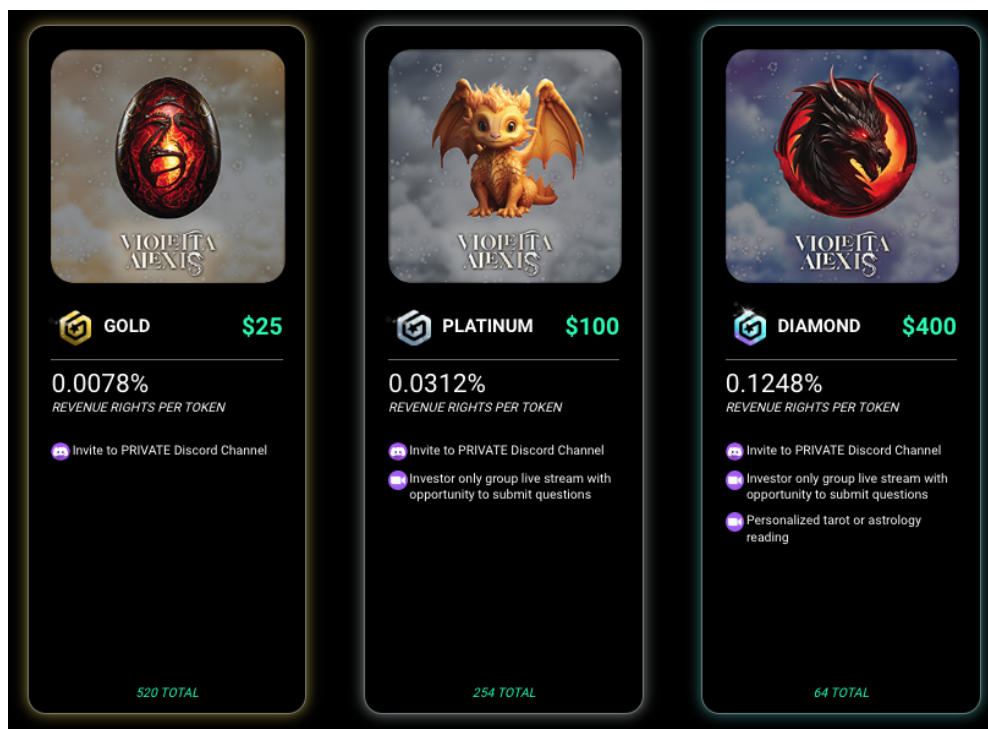 VIOLETTA
ALEXIS
GOLD $25
0.0078%
REVENUE RIGHTS PER TOKEN
Invite to PRIVATE Discord Channel
520 TOTAL
VIOLETTA
ALEXIS
PLATINUM $100
0.0312%
REVENUE RIGHTS PER TOKEN
Invite to PRIVATE Discord Channel
Investor only group live stream with
opportunity to submit questions
254 TOTAL
VIOLETTA
ALEXIS
DIAMOND $400
0.1248%
REVENUE RIGHTS PER TOKEN
Invite to PRIVATE Discord Channel
Investor only group live stream with
opportunity to submit questions
Personalized tarot or astrology
reading
64 TOTAL